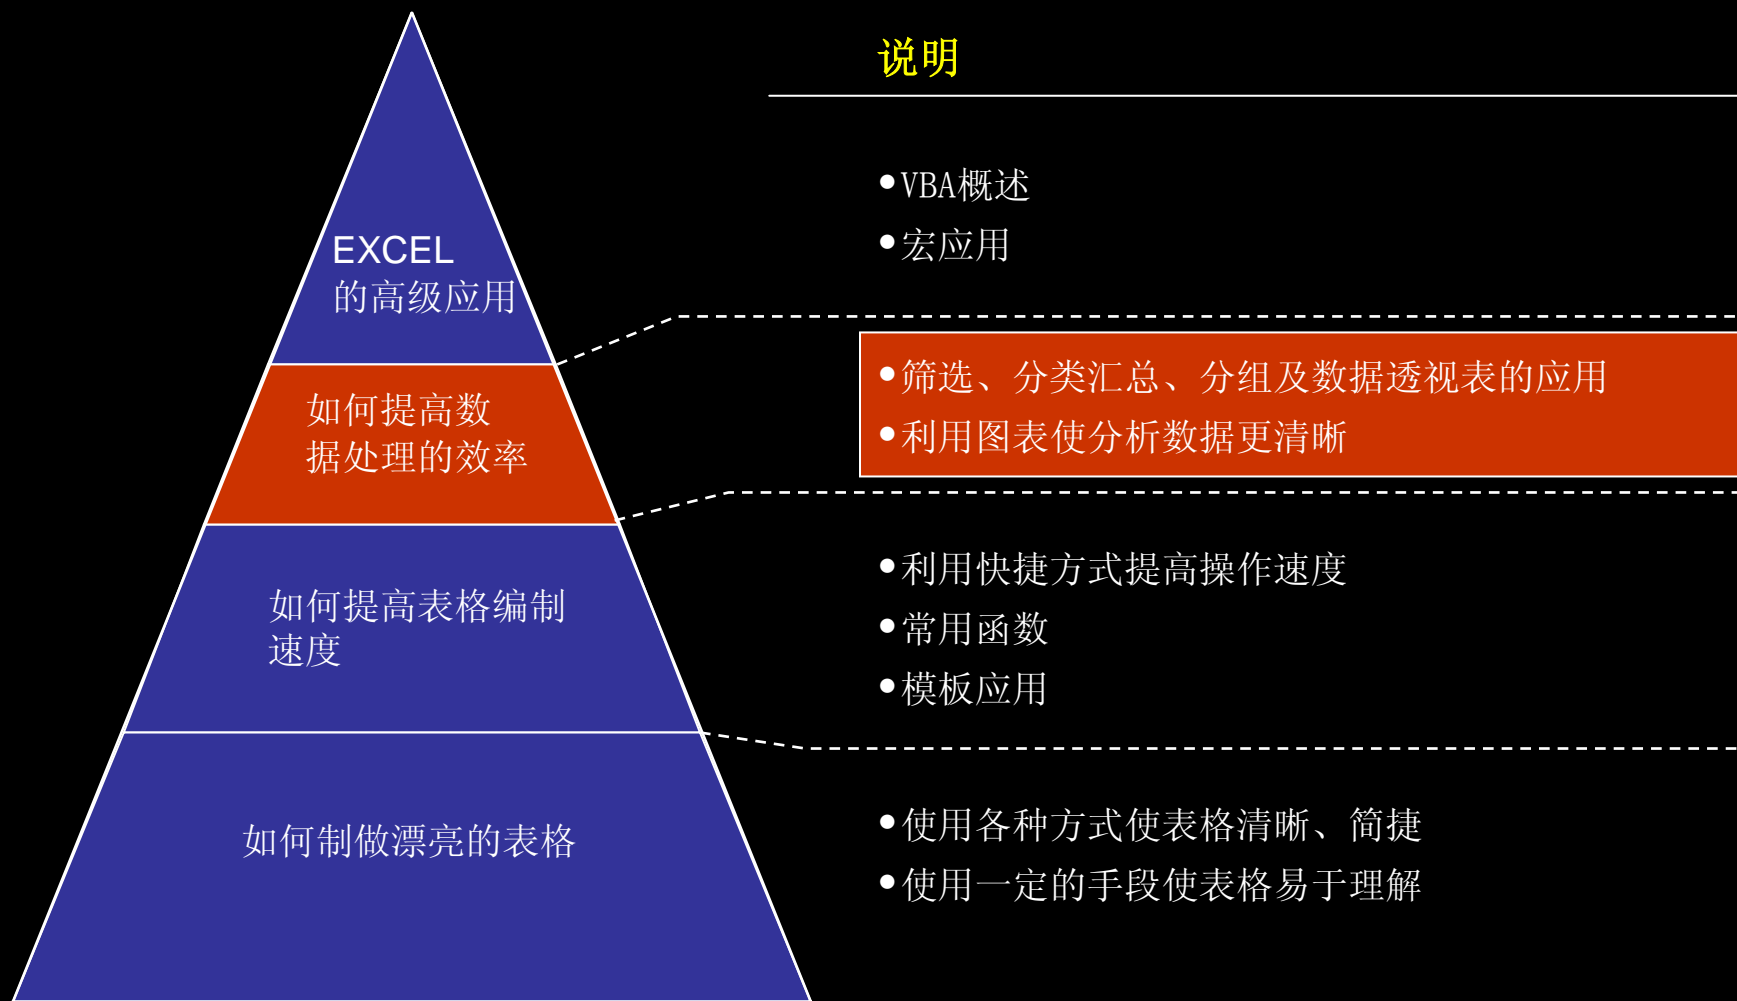 说明
EXCEL
的高级应用
•VBA概述
•宏应用
如何提高数
据处理的效率
•筛选、分类汇总、分组及数据透视表的应用
•利用图表使分析数据更清晰
如何提高表格编制
速度
•利用快捷方式提高操作速度
•常用函数
•模板应用
如何制做漂亮的表格
•使用各种方式使表格清晰、简捷
•使用一定的手段使表格易于理解